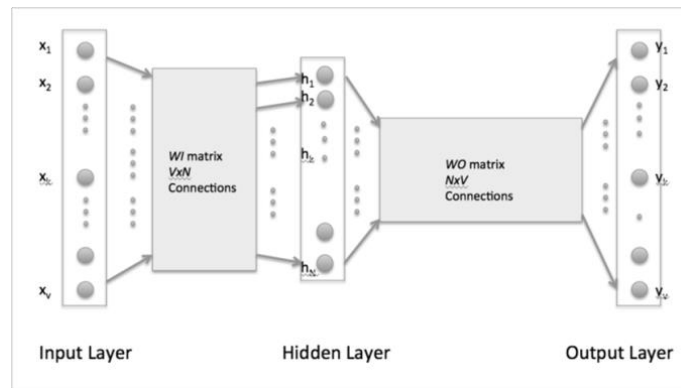 x1
x2
xk
xv
WI matrix
VxN
Connections
h1
h2
hk
hN
WO matrix
NxV
Connections
y1
y2
yk
yv
Input Layer
Hidden Layer
Output Layer